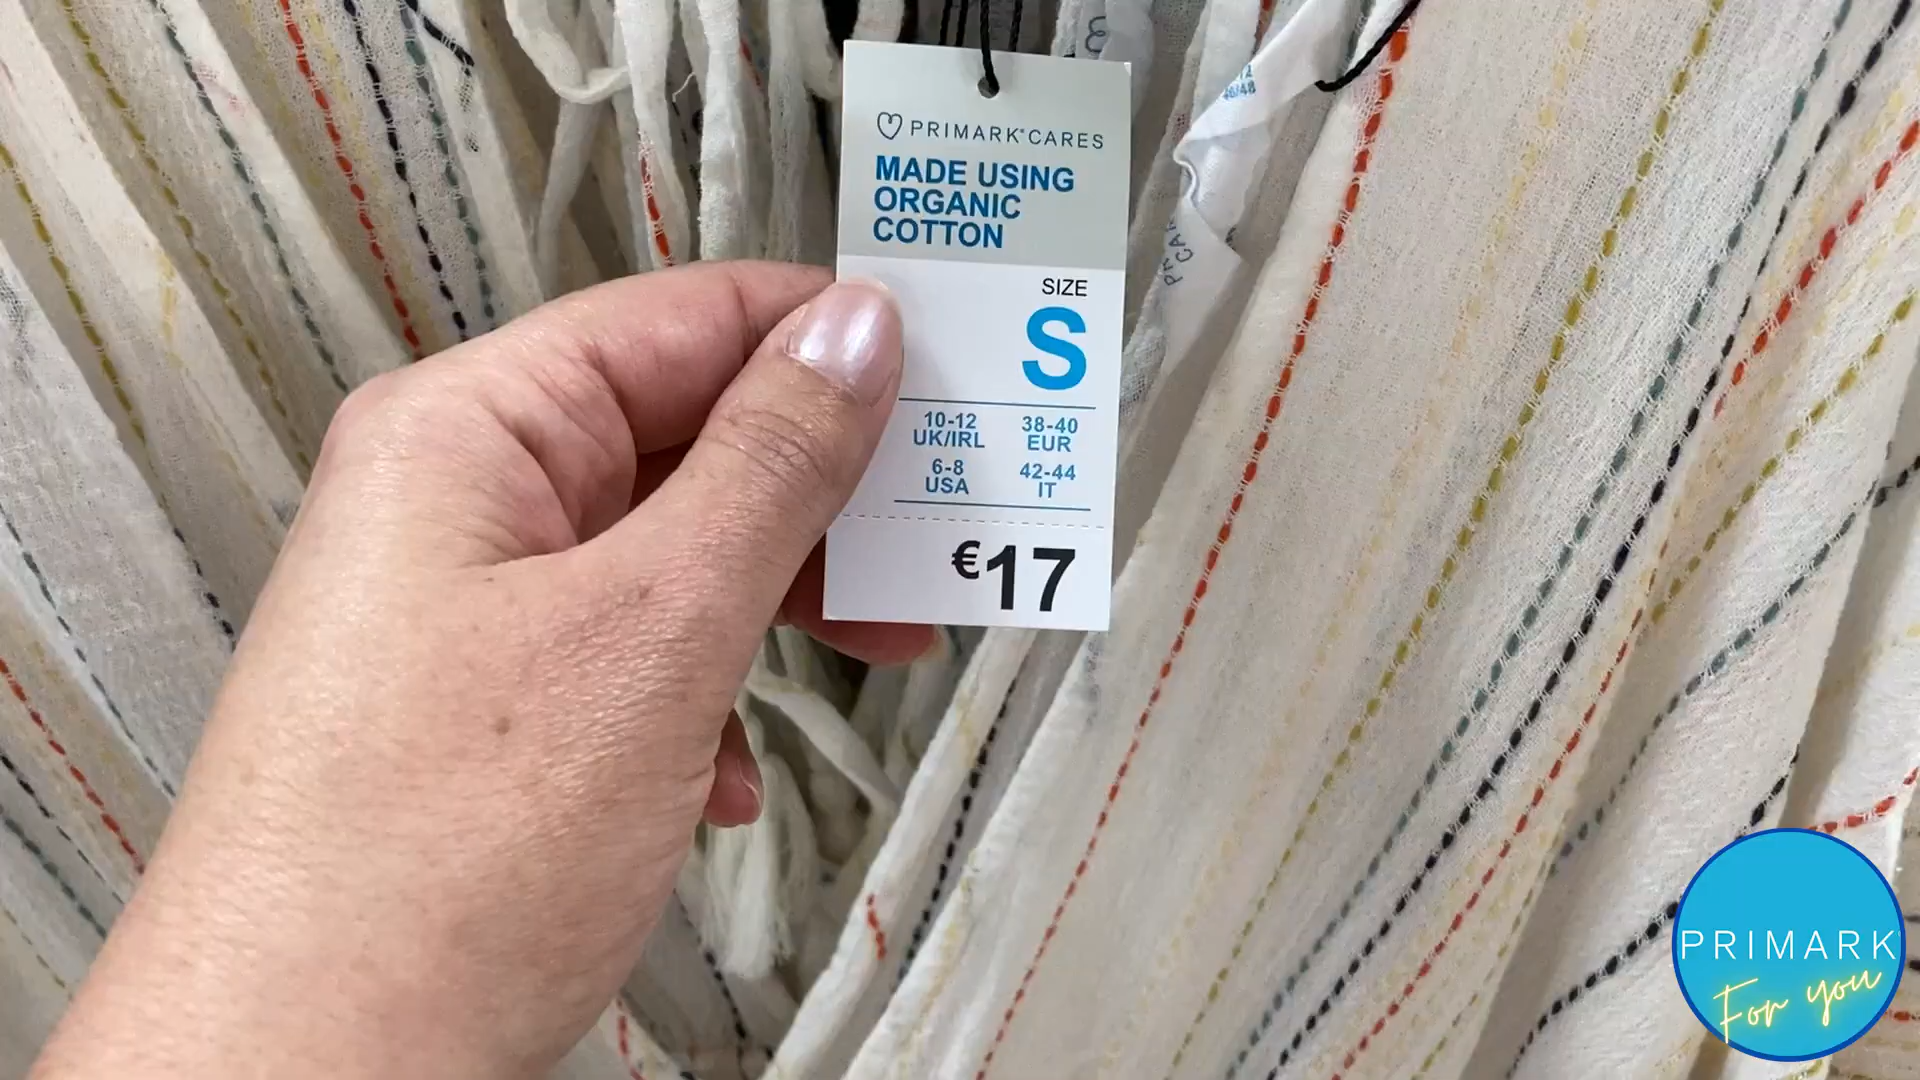 PRIMARK® CARES
MADE USING
ORGANIC
COTTON
SIZE
S
10-12
UK/IRL
38-40
EUR
6-8
USA
42-44
IT
€17
PRIMARK
For you